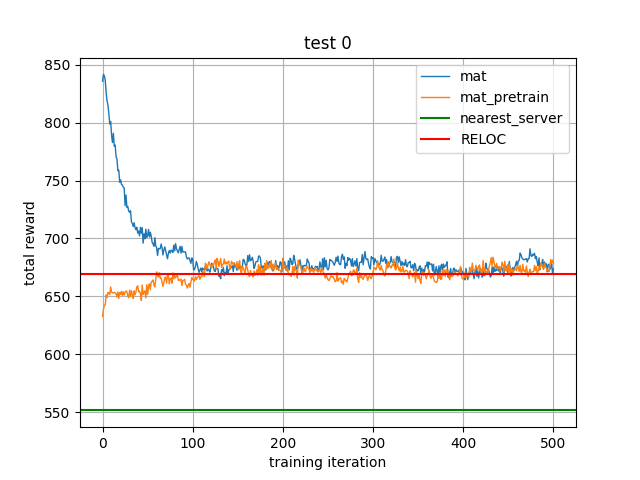 test 0
850
800
750
700
650
600
550
total reward
mat
mat_pretrain
nearest_server
RELOC
0
100
200
300
400
500
training iteration